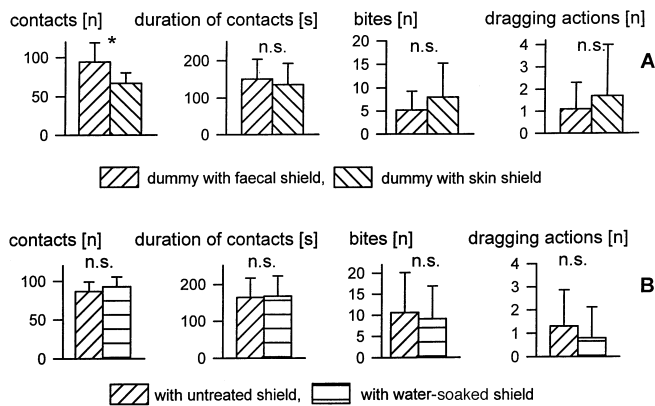 contacts [n] duration of contacts [s] bites [n] dragging actions [n]
* n.s. n.s. n.s.
100 200 20 4
50 100 15 3
0 0 10 2
5 1
0 0
A
dummy with faecal shield, dummy with skin shield
contacts [n] duration of contacts [s] bites [n] dragging actions [n]
n.s. n.s. n.s. n.s.
100 200 20 4
50 100 15 3
0 0 10 2
5 1
0 0
B
with untreated shield, with water-soaked shield